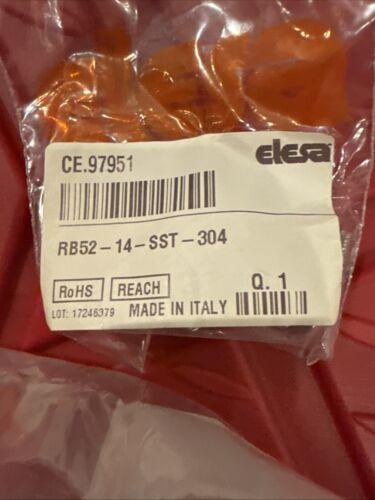 CE.97951
elesa
RB52-14-SST-304
RoHS REACH Q. 1
LOT: 17246379 MADE IN ITALY